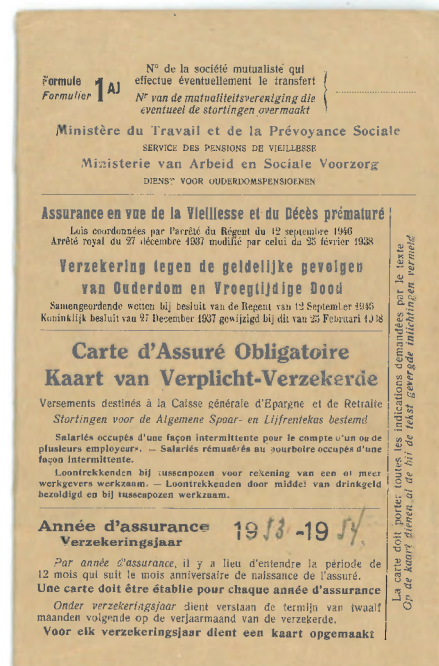 Formule
Formulier 1 AJ
N° de la société mutualiste qui
effectue éventuellement le transfert
Nr van de mutualiteitsvereniging die
eventueel de stortingen overmaakt
Ministère du Travail et de la Prévoyance Sociale
SERVICE DES PENSIONS DE VIEILLESSE
Ministerie van Arbeid en Sociale Voorzorg
DIENST VOOR OUDERDOMSPENSIOENEN
Assurance en vue de la Vieillesse et du Décès prématuré
Lois coordonnées par l'arrêté du Régent du 12 septembre 1946
Arrêté royal du 27 décembre 1937 modifié par celui du 25 février 1938
Verzekering tegen de geldelijke gevolgen
van Ouderdom en Vroegtijdige Dood
Samengeordende wetten bij besluit van de Regent van 12 September 1946
Koninklijk besluit van 27 December 1937 gewijzigd bij dit van 25 Februari 1938
Carte d'Assuré Obligatoire
Kaart van Verplicht-Verzekerde
Versements destinés à la Caisse générale d'Epargne et de Retraite
Stortingen voor de Algemene Spaar- en Lijfrentekas bestemd
Salariés occupés d'une façon intermittente pour le compte d'un ou de
plusieurs employeurs. — Salariés rémunérés au pourboire occupés d'une
façon intermittente.
Loontrekkenden bij tussenpozen voor rekening van een of meer
werkgevers werkzaam. — Loontrekkenden door middel van drinkgeld
bezoldigd en bij tussenpozen werkzaam.
Année d'assurance 1953-1954.
Verzekeringsjaar
Par année d'assurance, il y a lieu d'entendre la période de
12 mois qui suit le mois anniversaire de naissance de l'assuré.
Une carte doit être établie pour chaque année d'assurance
Onder verzekeringsjaar dient verstaan de termijn van twaalf
maanden volgende op de verjaarmaand van de verzekerde.
Voor elk verzekeringsjaar dient een kaart opgemaakt
La carte doit porter toutes les indications demandées par le texte
Op de kaart dienen al de bij de tekst gevergde inlichtingen vermeld